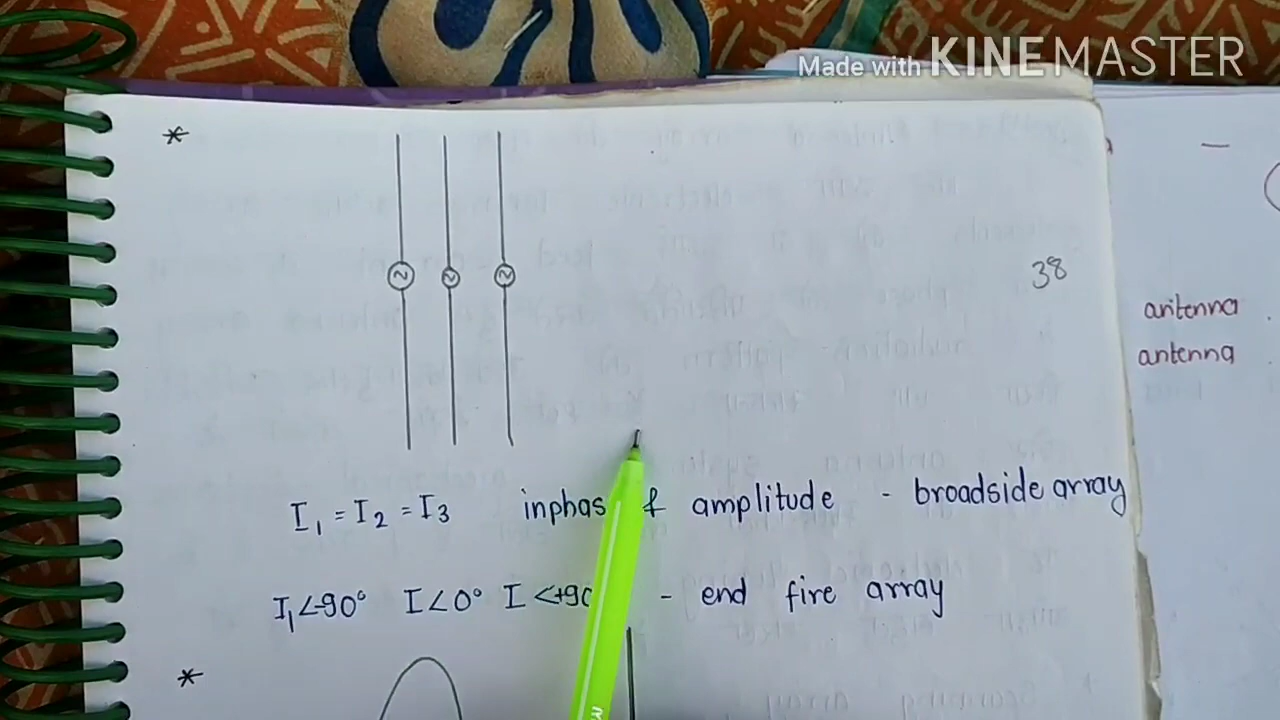 Made with KINEMASTER
*
38
antenna
antenna
I₁ = I₂ = I₃ inphas & amplitude - broadside array
I₁∠-90° I∠0° I∠+90 - end fire array
*